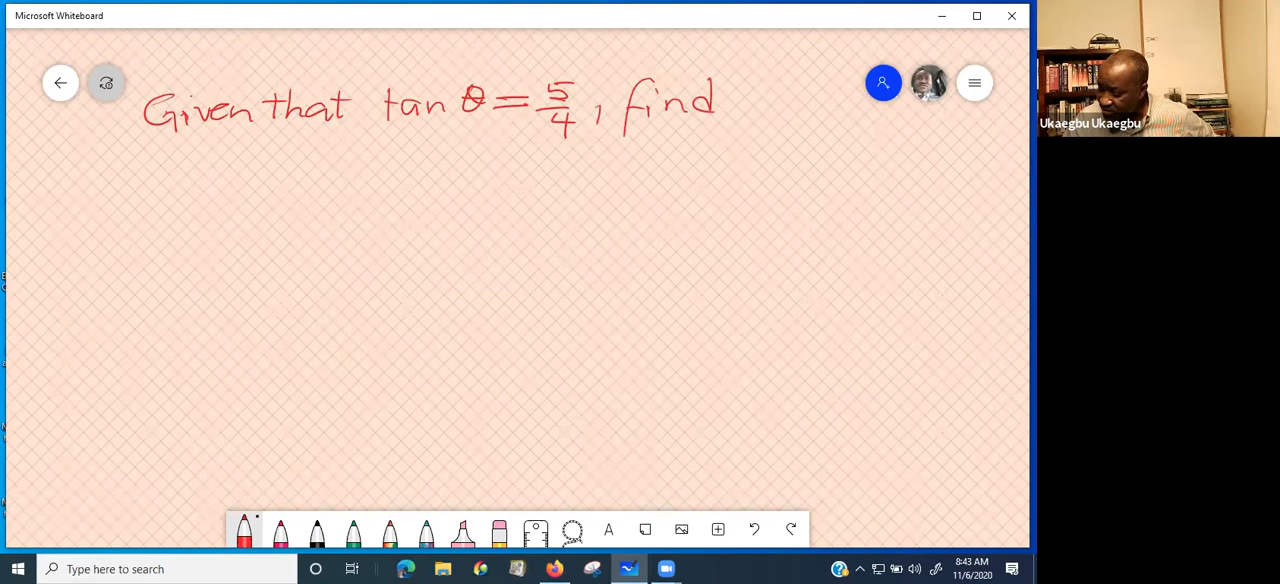 Microsoft Whiteboard
Given that tan θ = 5/4, find
Ukaegbu Ukaegbu
A
Type here to search
8:43 AM
11/6/2020